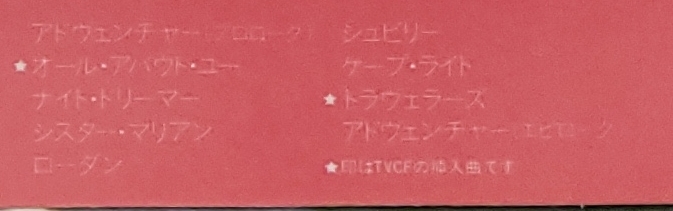 アドヴェンチャー(プロローグ)
★オール・アバウト・ユー
ナイト・ドリーマー
シスター・マリアン
ローダン
シュビリー
ケープ・ライト
★トラヴェラーズ
アドヴェンチャー(エピローグ
★印はTVCFの挿入曲です